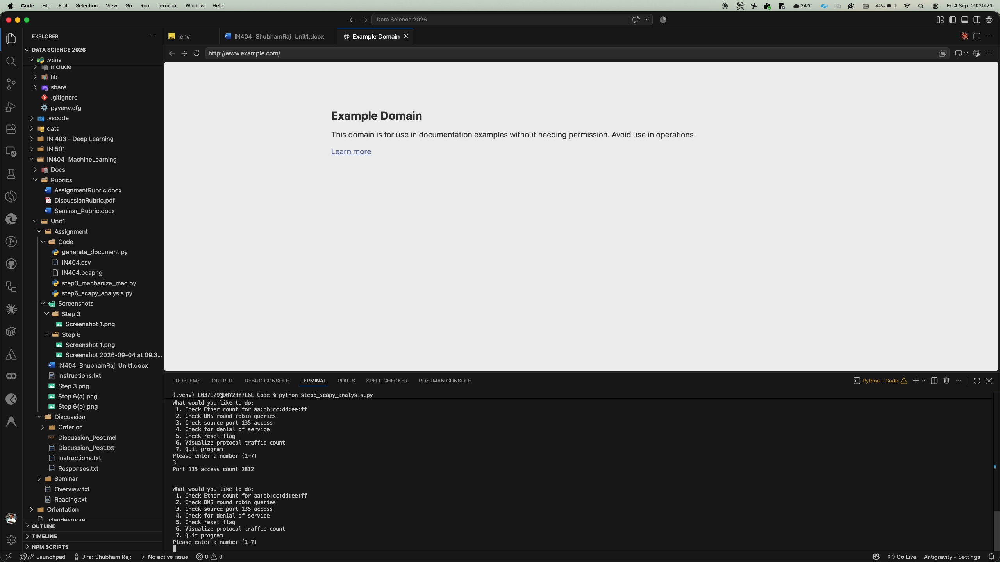 Code File Edit Selection View Go Run Terminal Window Help
24°C 44% Fri 4 Sep 09:30:21
Data Science 2026
EXPLORER
.env IN404_ShubhamRaj_Unit1.docx Example Domain
http://www.example.com/
DATA SCIENCE 2026
.venv
include
lib
share
.gitignore
pyvenv.cfg
.vscode
data
IN 403 - Deep Learning
IN 501
IN404_MachineLearning
Docs
Rubrics
AssignmentRubric.docx
DiscussionRubric.pdf
Seminar_Rubric.docx
Unit1
Assignment
Code
generate_document.py
IN404.csv
IN404.pcapng
step3_mechanize_mac.py
step6_scapy_analysis.py
Screenshots
Step 3
Screenshot 1.png
Step 6
Screenshot 1.png
Screenshot 2026-09-04 at 09.3...
IN404_ShubhamRaj_Unit1.docx
Instructions.txt
Step 3.png
Step 6(a).png
Step 6(b).png
Discussion
Criterion
Discussion_Post.md
Discussion_Post.txt
Instructions.txt
Responses.txt
Seminar
Overview.txt
Reading.txt
Orientation
.claudeignore
OUTLINE
TIMELINE
NPM SCRIPTS
Example Domain
This domain is for use in documentation examples without needing permission. Avoid use in operations.
Learn more
PROBLEMS OUTPUT DEBUG CONSOLE TERMINAL PORTS SPELL CHECKER POSTMAN CONSOLE
Python - Code
(.venv) L037129@D0Y23Y7L6L Code % python step6_scapy_analysis.py
What would you like to do:
1. Check Ether count for aa:bb:cc:dd:ee:ff
2. Check DNS round robin queries
3. Check source port 135 access
4. Check for denial of service
5. Check reset flag
6. Visualize protocol traffic count
7. Quit program
Please enter a number (1-7)
3
Port 135 access count 2812
What would you like to do:
1. Check Ether count for aa:bb:cc:dd:ee:ff
2. Check DNS round robin queries
3. Check source port 135 access
4. Check for denial of service
5. Check reset flag
6. Visualize protocol traffic count
7. Quit program
Please enter a number (1-7)
Launchpad Jira: Shubham Raj: No active issue 0 0
Go Live Antigravity - Settings